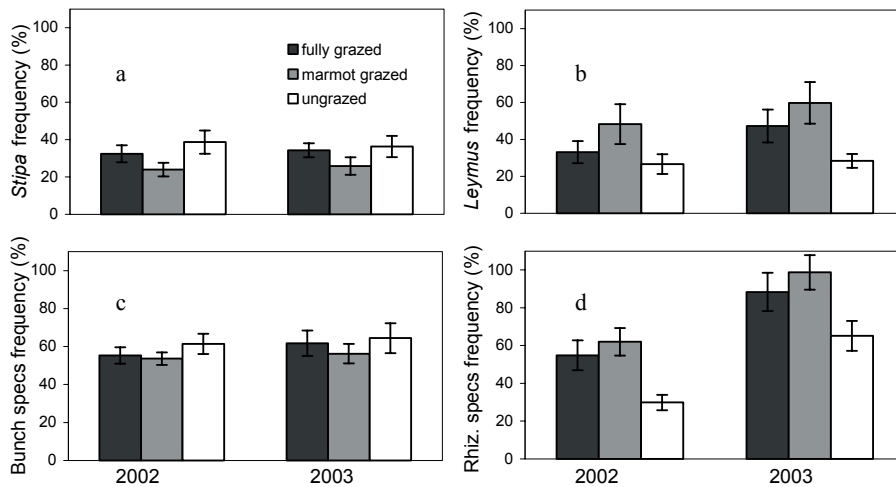 Stipa frequency (%)
100
80
60
40
20
0
a
fully grazed
marmot grazed
ungrazed
Leymus frequency (%)
100
80
60
40
20
0
b
Bunch specs frequency (%)
100
80
60
40
20
0
c
2002 2003
Rhiz. specs frequency (%)
100
80
60
40
20
0
d
2002 2003